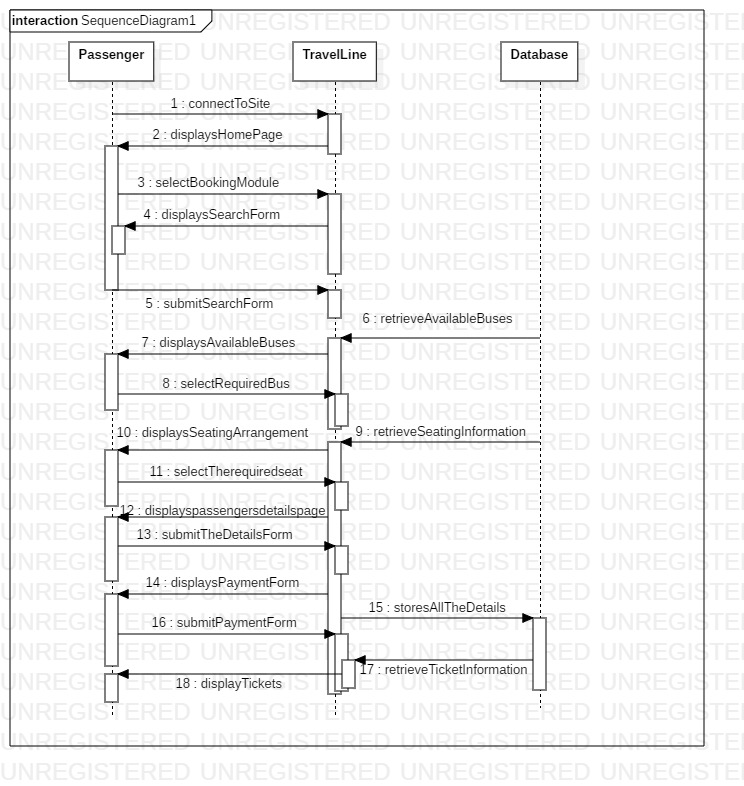 interaction SequenceDiagram1
Passenger TravelLine Database
1 : connectToSite
2 : displaysHomePage
3 : selectBookingModule
4 : displaysSearchForm
5 : submitSearchForm
6 : retrieveAvailableBuses
7 : displaysAvailableBuses
8 : selectRequiredBus
9 : retrieveSeatingInformation
10 : displaysSeatingArrangement
11 : selectTherequiredseat
12 : displayspassengersdetailspage
13 : submitTheDetailsForm
14 : displaysPaymentForm
15 : storesAllTheDetails
16 : submitPaymentForm
17 : retrieveTicketInformation
18 : displayTickets
UNREGISTERED